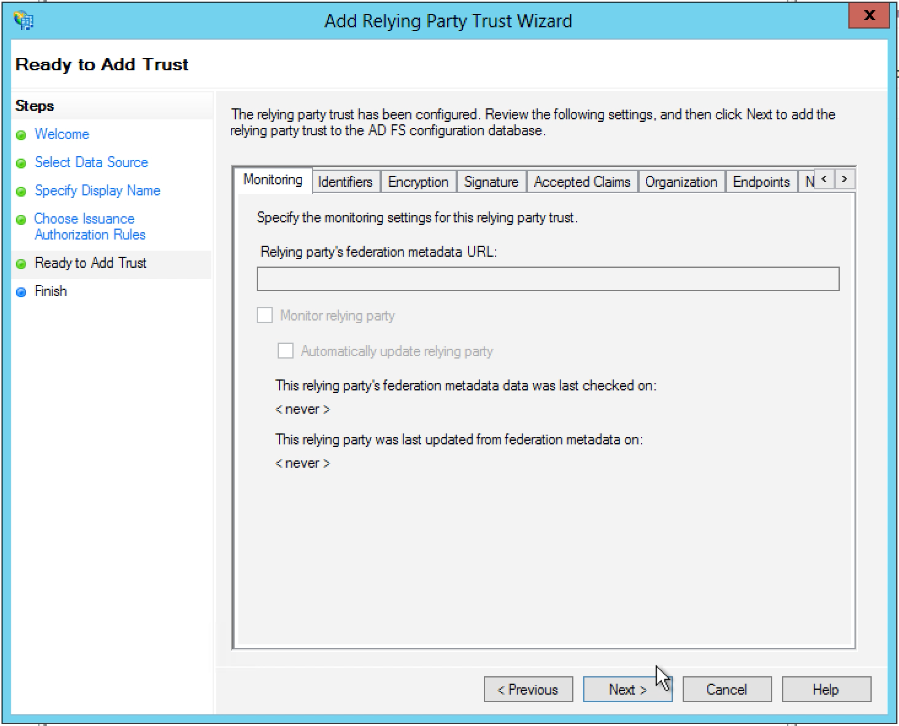 Add Relying Party Trust Wizard
x
Ready to Add Trust
Steps
Welcome
Select Data Source
Specify Display Name
Choose Issuance
Authorization Rules
Ready to Add Trust
Finish
The relying party trust has been configured. Review the following settings, and then click Next to add the
relying party trust to the AD FS configuration database.
Monitoring Identifiers Encryption Signature Accepted Claims Organization Endpoints N < >
Specify the monitoring settings for this relying party trust.
Relying party's federation metadata URL:
Monitor relying party
Automatically update relying party
This relying party's federation metadata data was last checked on:
< never >
This relying party was last updated from federation metadata on:
< never >
< Previous Next > Cancel Help